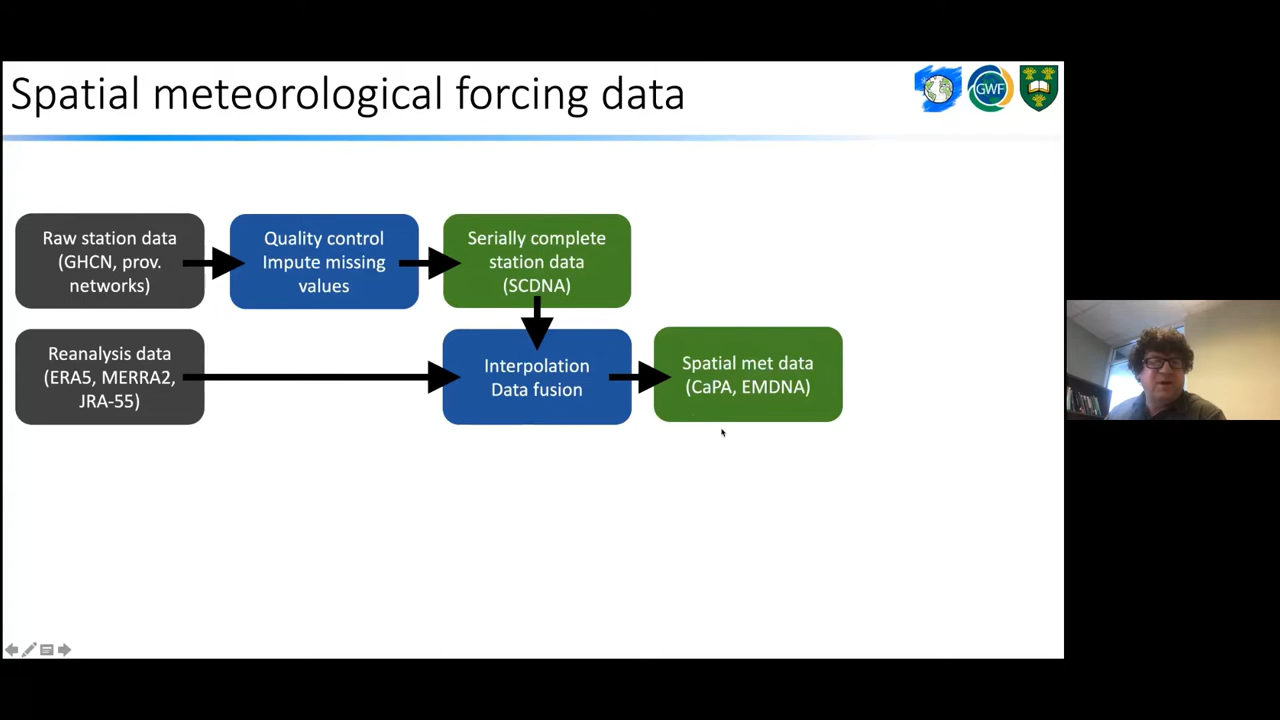 Spatial meteorological forcing data
GWF
Raw station data
(GHCN, prov.
networks)
Quality control
Impute missing
values
Serially complete
station data
(SCDNA)
Reanalysis data
(ERA5, MERRA2,
JRA-55)
Interpolation
Data fusion
Spatial met data
(CaPA, EMDNA)